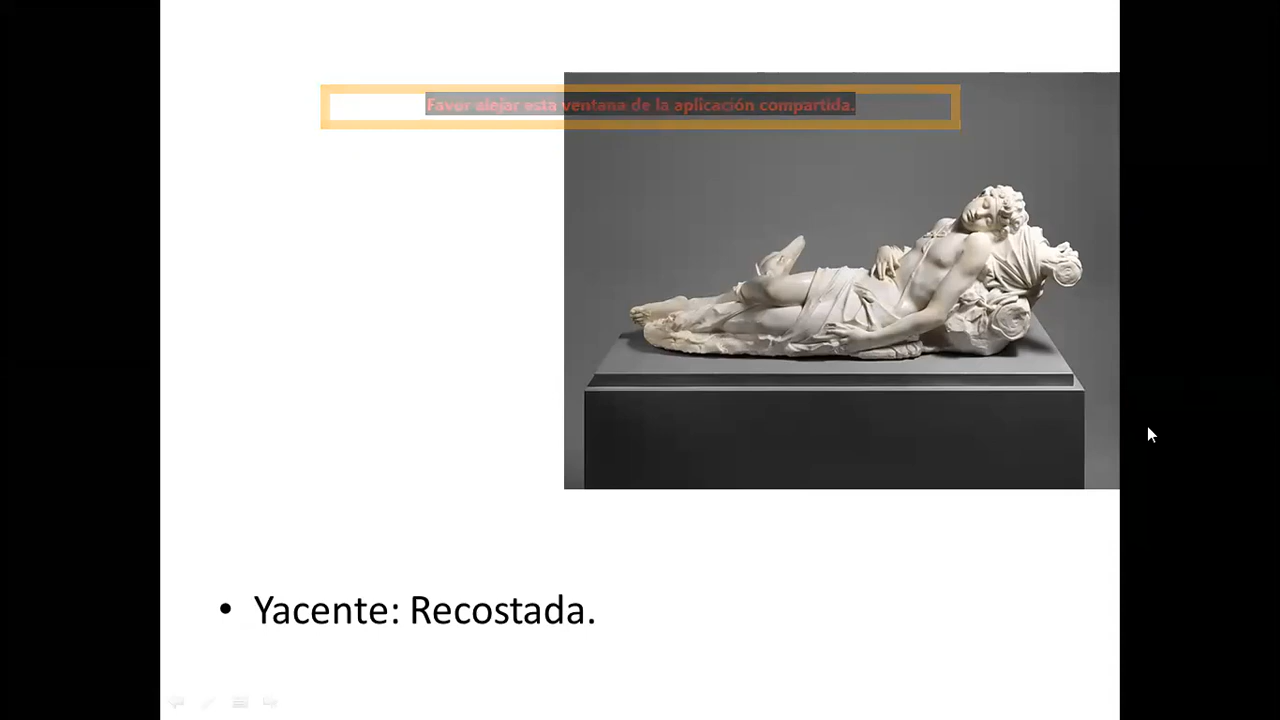 Favor alejar esta ventana de la aplicación compartida.
• Yacente: Recostada.